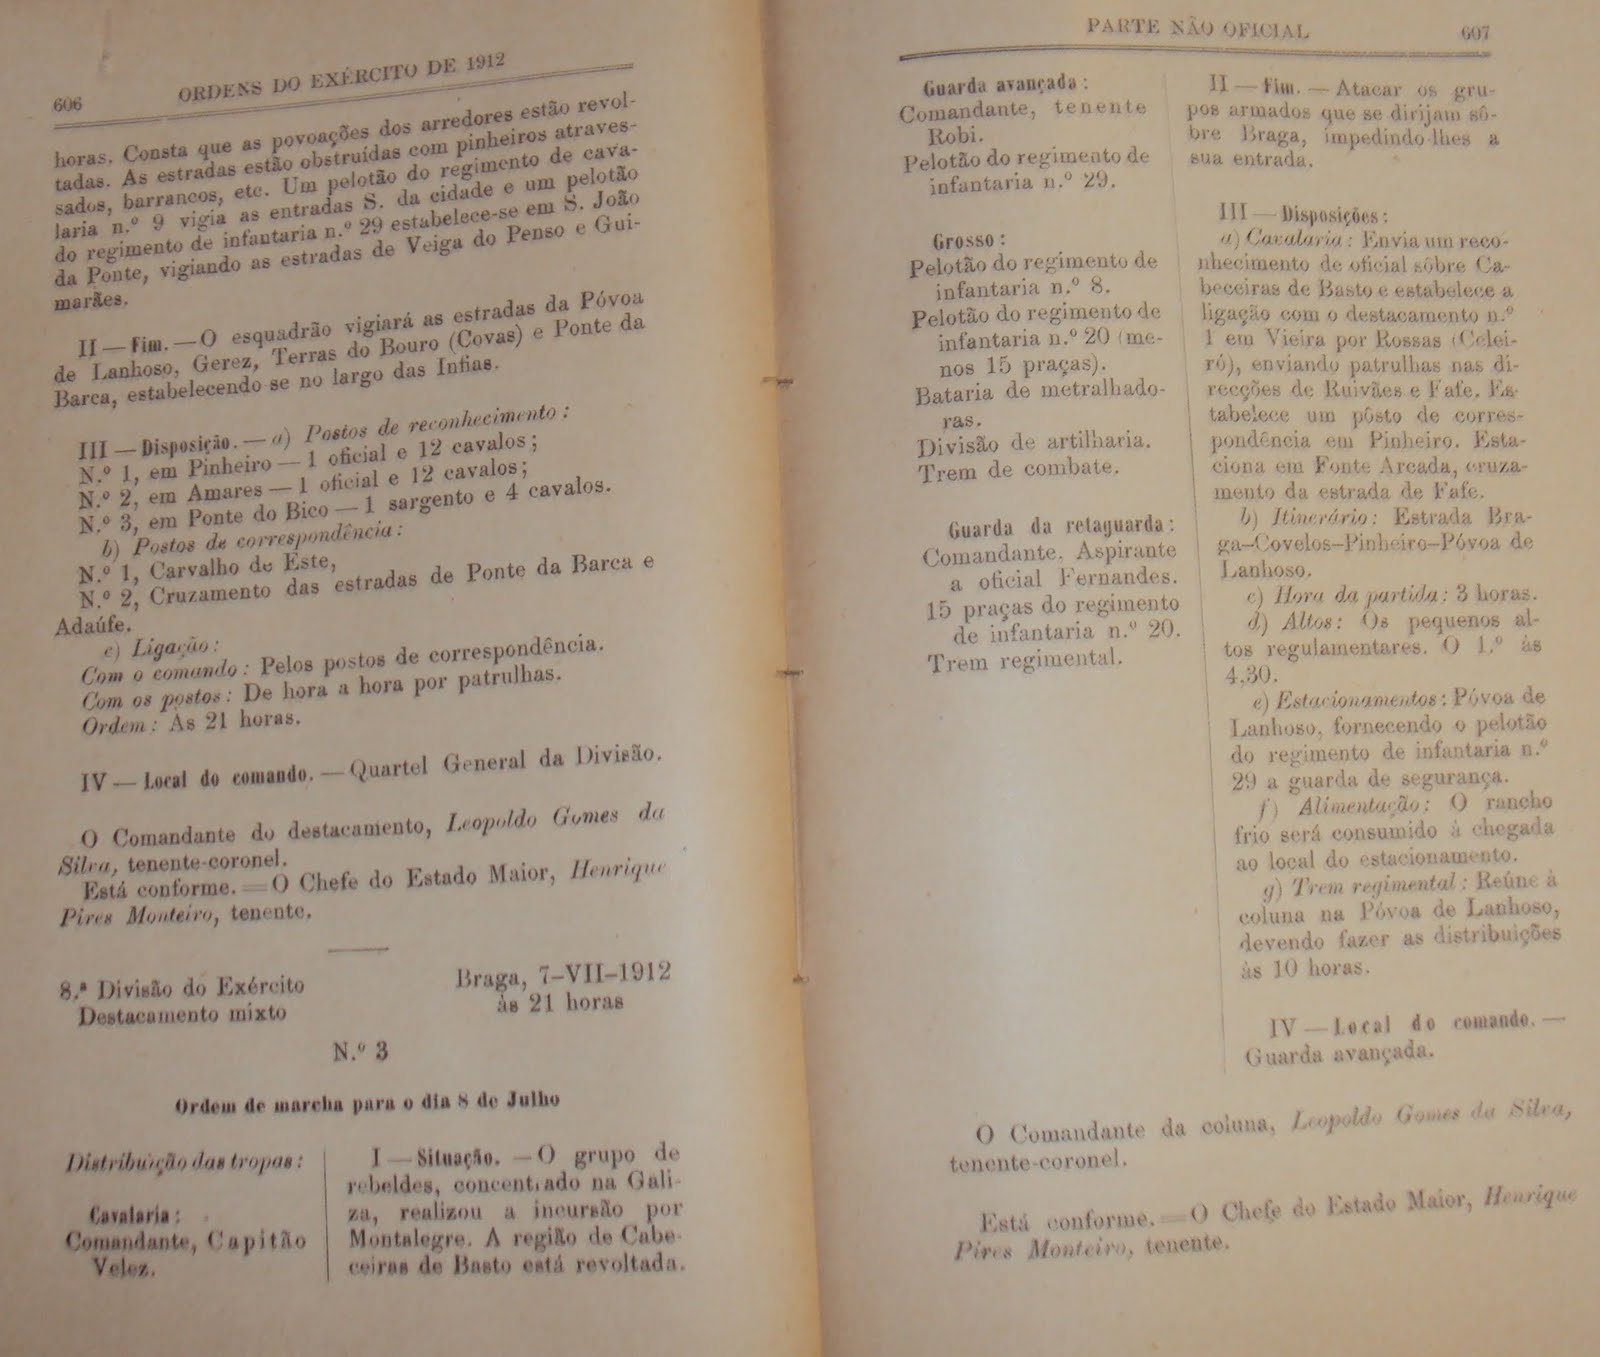 606 ORDENS DO EXÉRCITO DE 1912
horas. Consta que as povoações dos arredores estão revol-
tadas. As estradas estão obstruídas com pinheiros atraves-
sados, barrancos, etc. Um pelotão do regimento de cava-
laria n.º 9 vigia as entradas S. da cidade e um pelotão
do regimento de infantaria n.º 29 estabelece-se em S. João
da Ponte, vigiando as estradas de Veiga do Penso e Gui-
marães.
II — Fim. — O esquadrão vigiará as estradas da Póvoa
de Lanhoso, Gerez, Terras do Bouro (Covas) e Ponte da
Barca, estabelecendo-se no largo das Infias.
III — Disposição. — a) Postos de reconhecimento:
N.º 1, em Pinheiro — 1 oficial e 12 cavalos;
N.º 2, em Amares — 1 oficial e 12 cavalos;
N.º 3, em Ponte do Bico — 1 sargento e 4 cavalos.
b) Postos de correspondência:
N.º 1, Carvalho de Este,
N.º 2, Cruzamento das estradas de Ponte da Barca e
Adaúfe.
c) Ligação:
Com o comando: Pelos postos de correspondência.
Com os postos: De hora a hora por patrulhas.
Ordem: Às 21 horas.
IV — Local do comando. — Quartel General da Divisão.
O Comandante do destacamento, Leopoldo Gomes da
Silva, tenente-coronel.
Está conforme. = O Chefe do Estado Maior, Henrique
Pires Monteiro, tenente.
8.ª Divisão do Exército
Destacamento mixto
Braga, 7-VII-1912
às 21 horas
N.º 3
Ordem de marcha para o dia 8 de Julho
Distribuição das tropas:
Cavalaria:
Comandante, Capitão
Velez.
I — Situação. — O grupo de
rebeldes, concentrado na Gali-
za, realizou a incursão por
Montalegre. A região de Cabe-
ceiras de Basto está revoltada.
PARTE NÃO OFICIAL 607
Guarda avançada:
Comandante, tenente
Robi.
Pelotão do regimento de
infantaria n.º 29.
Grosso:
Pelotão do regimento de
infantaria n.º 8.
Pelotão do regimento de
infantaria n.º 20 (me-
nos 15 praças).
Bataria de metralhado-
ras.
Divisão de artilharia.
Trem de combate.
Guarda da retaguarda:
Comandante, Aspirante
a oficial Fernandes.
15 praças do regimento
de infantaria n.º 20.
Trem regimental.
II — Fim. — Atacar os gru-
pos armados que se dirijam sô-
bre Braga, impedindo-lhes a
sua entrada.
III — Disposições:
a) Cavalaria: Envia um reco-
nhecimento de oficial sôbre Ca-
beceiras de Basto e estabelece a
ligação com o destacamento n.º
1 em Vieira por Rossas (Celei-
ró), enviando patrulhas nas di-
recções de Ruivães e Fafe. Es-
tabelece um pôsto de corres-
pondência em Pinheiro. Esta-
ciona em Fonte Arcada, cruza-
mento da estrada de Fafe.
b) Itinerário: Estrada Bra-
ga-Covelos-Pinheiro-Póvoa de
Lanhoso.
c) Hora da partida: 3 horas.
d) Altos: Os pequenos al-
tos regulamentares. O 1.º às
4,30.
e) Estacionamentos: Póvoa de
Lanhoso, fornecendo o pelotão
do regimento de infantaria n.º
29 a guarda de segurança.
f) Alimentação: O rancho
frio será consumido à chegada
ao local do estacionamento.
g) Trem regimental: Reúne à
coluna na Póvoa de Lanhoso,
devendo fazer as distribuições
às 10 horas.
IV — Local do comando. —
Guarda avançada.
O Comandante da coluna, Leopoldo Gomes da Silva,
tenente-coronel.
Está conforme. = O Chefe do Estado Maior, Henrique
Pires Monteiro, tenente.